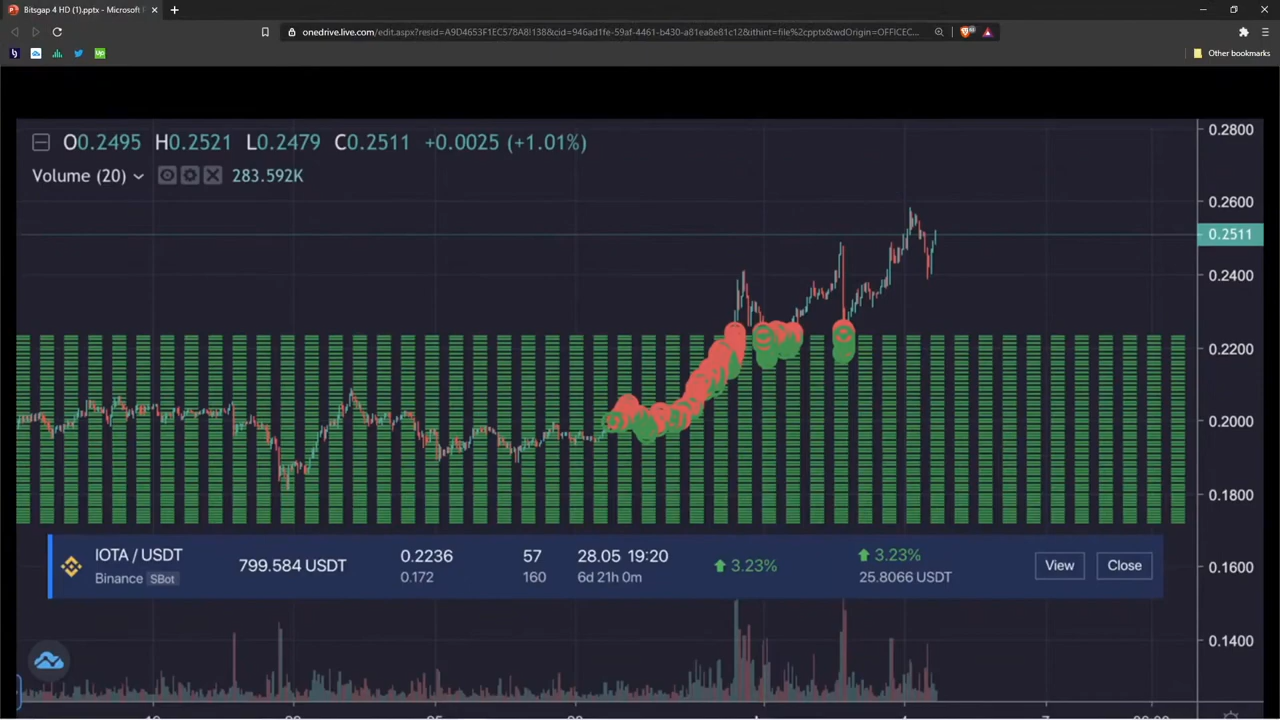 Bitsgap 4 HD (1).pptx - Microsoft
onedrive.live.com/edit.aspx?resid=A9D4653F1EC578A8!138&cid=946ad1fe-59af-4461-b430-a81ea8e81c12&ithint=file%2cpptx&wdOrigin=OFFICEC...
Other bookmarks
O0.2495 H0.2521 L0.2479 C0.2511 +0.0025 (+1.01%)
Volume (20) 283.592K
0.2800
0.2600
0.2511
0.2400
0.2200
0.2000
0.1800
0.1600
0.1400
IOTA / USDT
Binance SBot
799.584 USDT
0.2236
0.172
57
160
28.05 19:20
6d 21h 0m
3.23%
3.23%
25.8066 USDT
View
Close